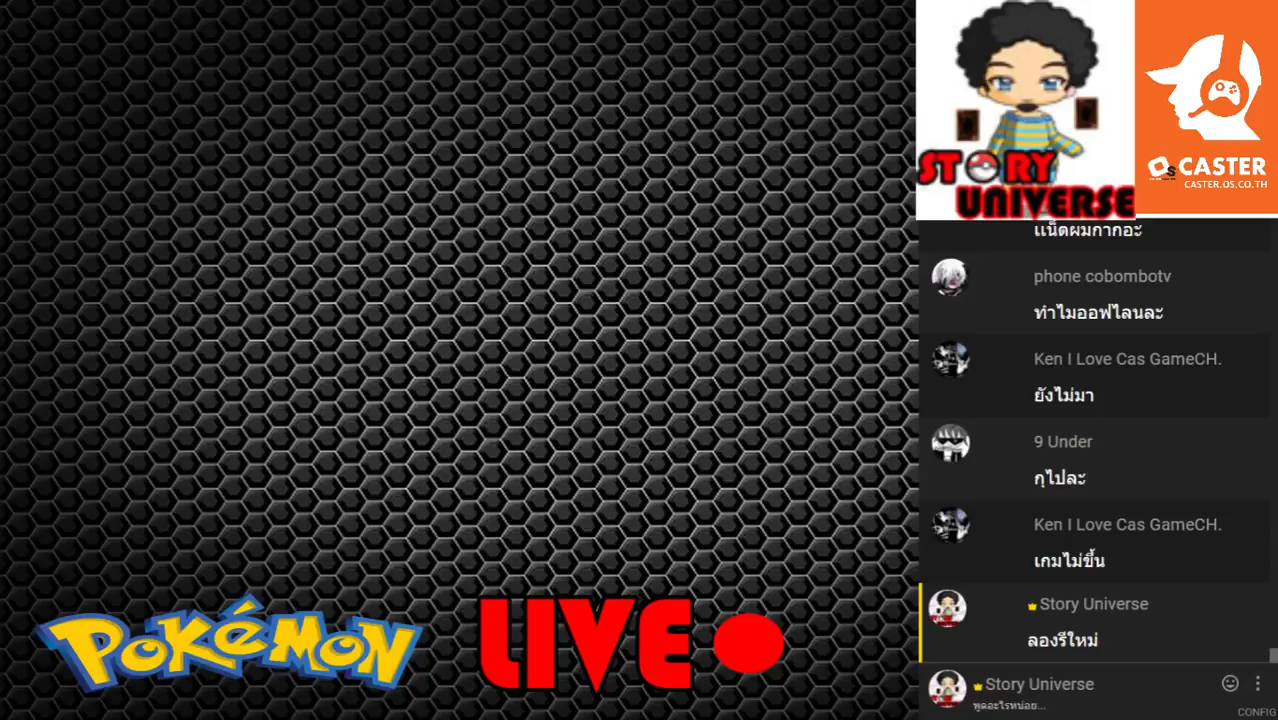 STORY
UNIVERSE
OS CASTER
CASTER.OS.CO.TH
แน็ตผมกากอะ
phone cobombotv
ทำไมออฟไลนละ
Ken I Love Cas GameCH.
ยังไม่มา
9 Under
กุไปละ
Ken I Love Cas GameCH.
เกมไม่ขึ้น
Story Universe
ลองรีใหม่
Story Universe
พูดอะไรหน่อย...
CONFIG
POKéMON
LIVE